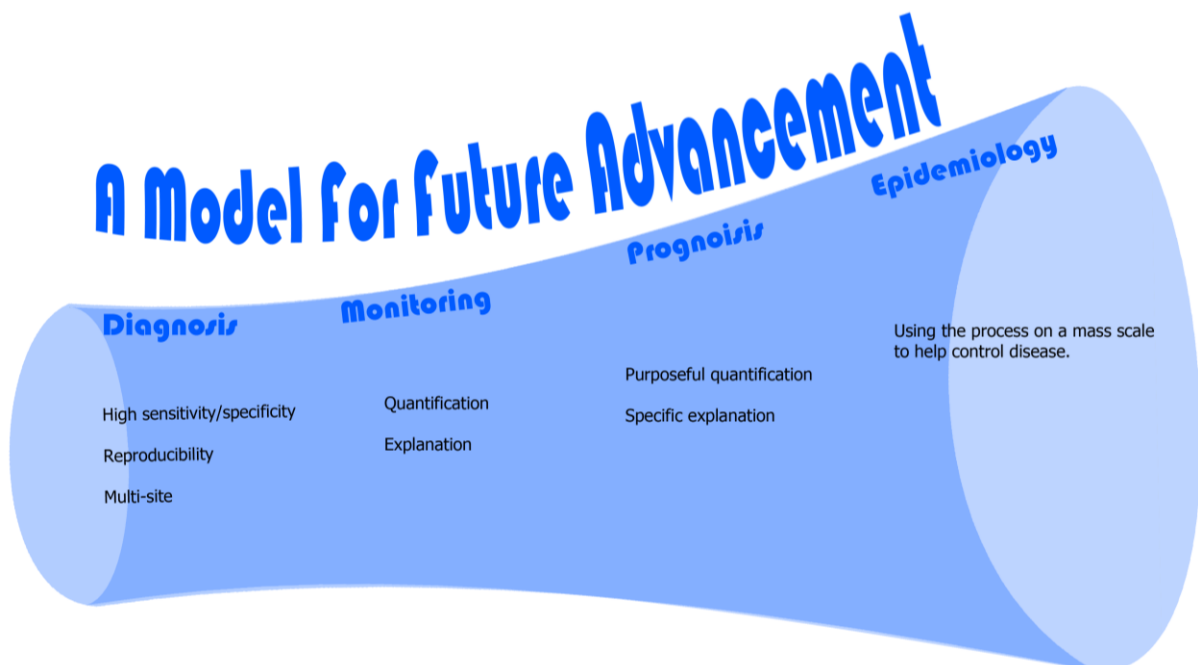 A Model For Future Advancement
Diagnosis
High sensitivity/specificity
Reproducibility
Multi-site
Monitoring
Quantification
Explanation
Prognoisis
Purposeful quantification
Specific explanation
Epidemiology
Using the process on a mass scale
to help control disease.